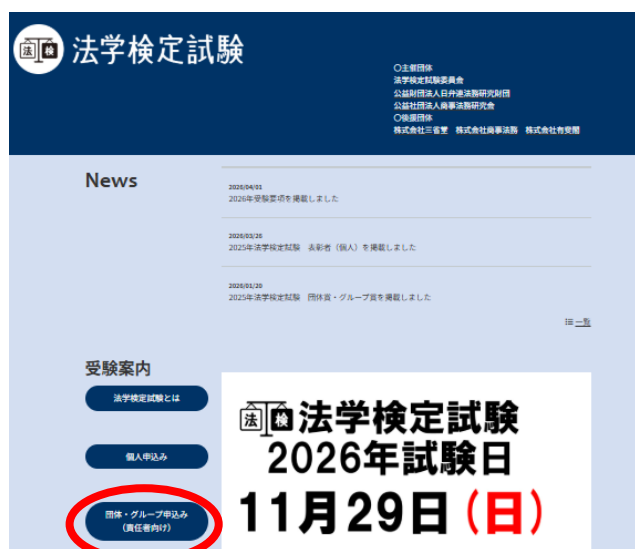 法検 法学検定試験
〇主催団体
法学検定試験委員会
公益財団法人日弁連法務研究財団
公益社団法人商事法務研究会
〇後援団体
株式会社三省堂 株式会社商事法務 株式会社有斐閣
News
2026/04/01
2026年受験要項を掲載しました
2026/03/26
2025年法学検定試験 表彰者（個人）を掲載しました
2026/01/20
2025年法学検定試験 団体賞・グループ賞を掲載しました
一覧
受験案内
法学検定試験とは
個人申込み
団体・グループ申込み
（責任者向け）
法検 法学検定試験
2026年試験日
11月29日（日）